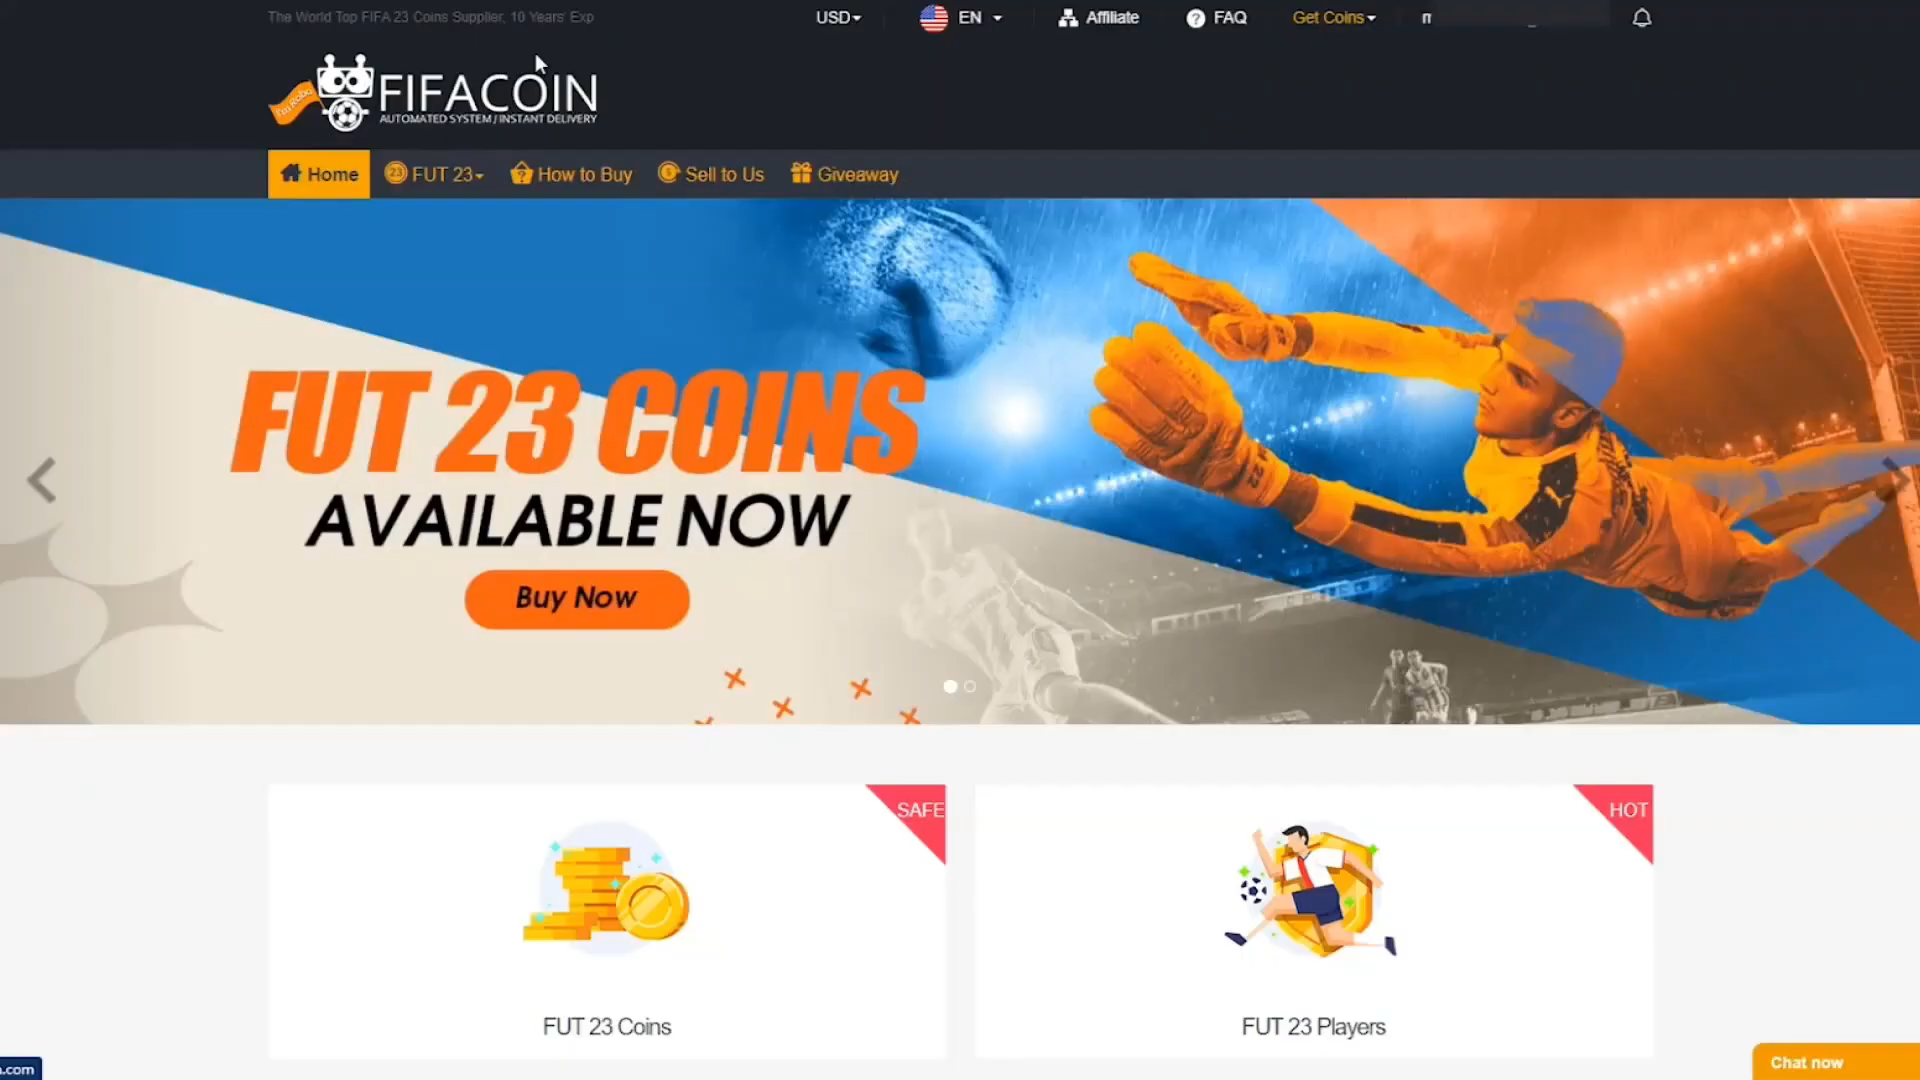 The World Top FIFA 23 Coins Supplier, 10 Years' Exp
USD
EN
Affiliate
? FAQ
Get Coins
FIFACOIN
AUTOMATED SYSTEM / INSTANT DELIVERY
Home
23 FUT 23
? How to Buy
Sell to Us
Giveaway
FUT 23 COINS
AVAILABLE NOW
Buy Now
SAFE
HOT
FUT 23 Coins
FUT 23 Players
.com
Chat now